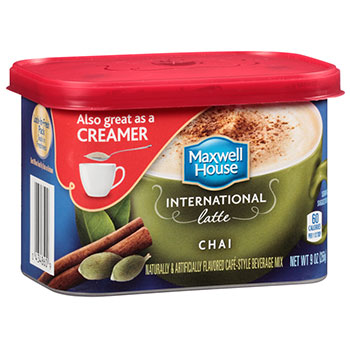 Also great as a
CREAMER
Maxwell
House
INTERNATIONAL
latte
CHAI
60
CALORIES
NATURALLY & ARTIFICIALLY FLAVORED CAFÉ-STYLE BEVERAGE MIX
NET WT 9 OZ